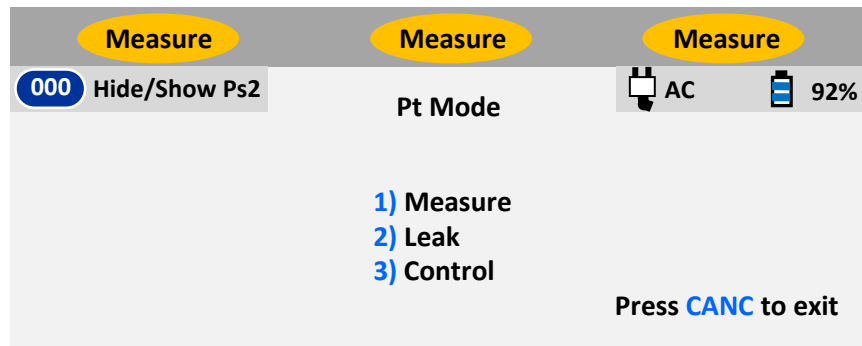 Measure Measure Measure
000 Hide/Show Ps2 Pt Mode AC 92%
1) Measure
2) Leak
3) Control
Press CANC to exit